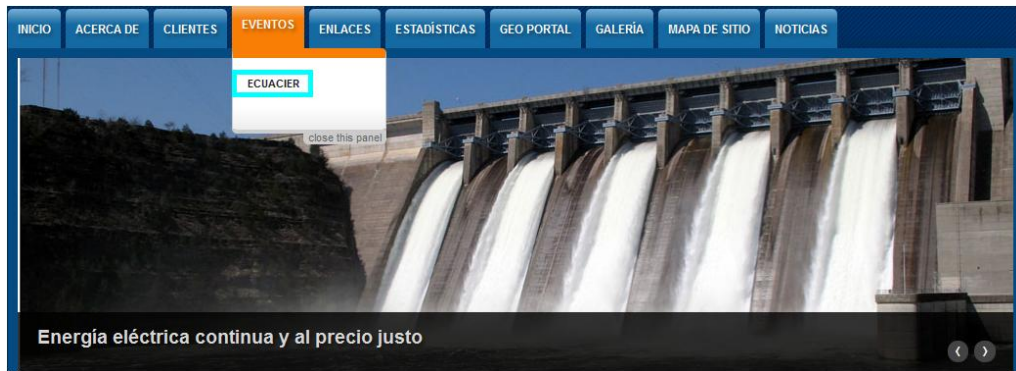 INICIO ACERCA DE CLIENTES EVENTOS ENLACES ESTADÍSTICAS GEO PORTAL GALERÍA MAPA DE SITIO NOTICIAS
ECUACIER
close this panel
Energía eléctrica continua y al precio justo